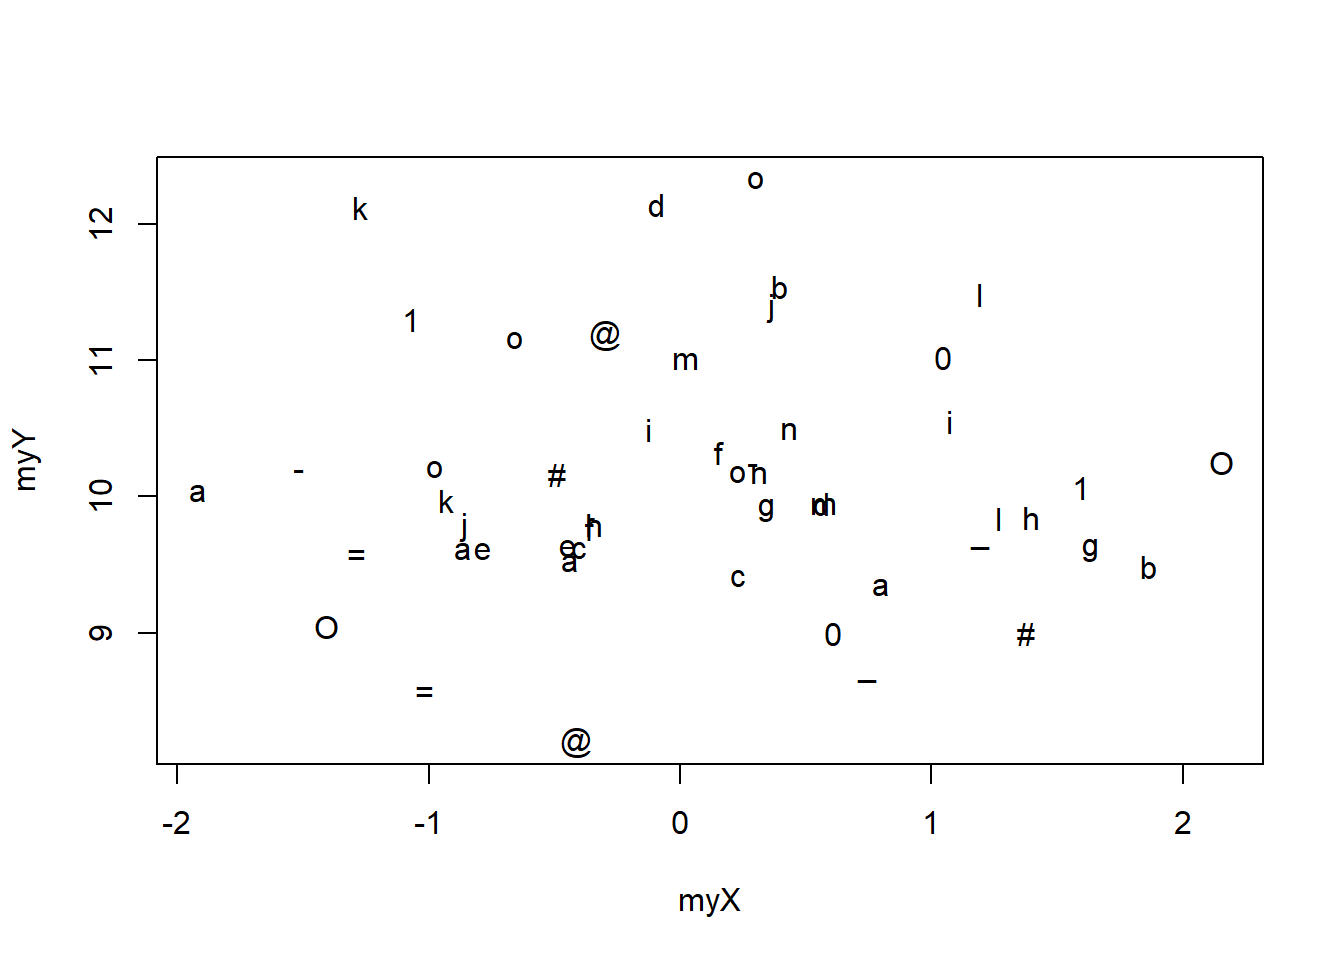 o
k d
b
j l
1
o @
m 0
i i
n
f
o - n
o #
- a
k g d m
1
O
j f h
l h
= a e e c
a
_ g
b
c a
O 0 #
= _
@
12
11
10
9
myY
-2 -1 0 1 2
myX